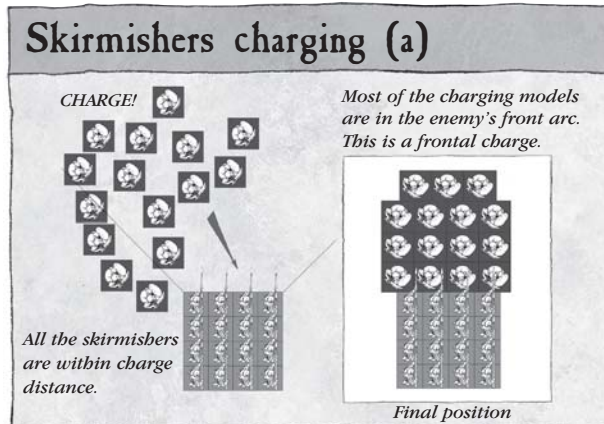 Skirmishers charging (a)
CHARGE!
Most of the charging models
are in the enemy's front arc.
This is a frontal charge.
All the skirmishers
are within charge
distance.
Final position